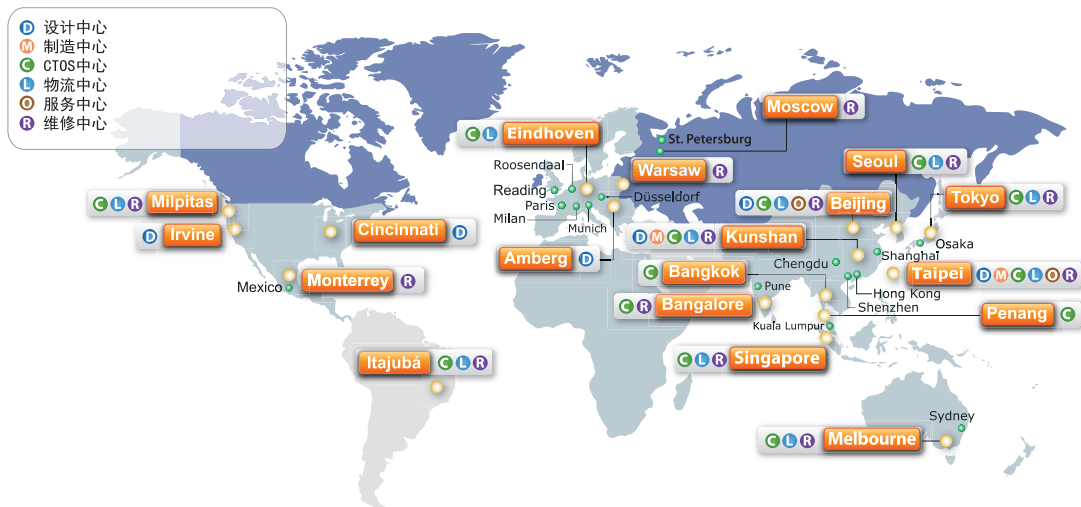 D 设计中心
M 制造中心
C CTOS中心
L 物流中心
O 服务中心
R 维修中心
Moscow R
C L Eindhoven
St. Petersburg
Seoul C L R
Roosendaal
Warsaw R
Reading
Düsseldorf
C L R Milpitas
D C L O R Beijing
Tokyo C L R
Paris
Milan
Munich
D Irvine
Cincinnati D
D M C L R Kunshan
Osaka
Shanghai
Amberg D
Chengdu
C Bangkok
Taipei D M C L O R
Mexico
Monterrey R
Pune
Hong Kong
C R Bangalore
Shenzhen
Penang C
Kuala Lumpur
Itajubá C L R
C L R Singapore
Sydney
C L R Melbourne